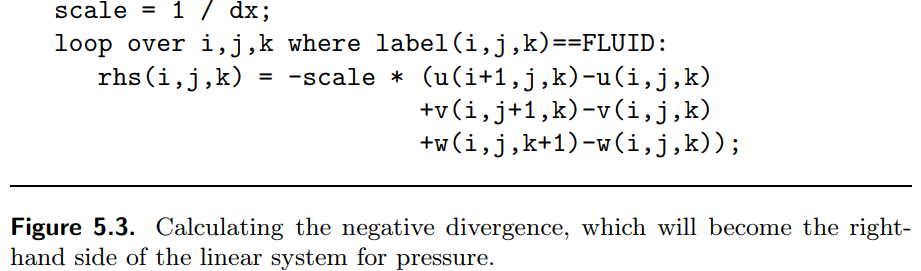 scale = 1 / dx;
loop over i,j,k where label(i,j,k)==FLUID:
rhs(i,j,k) = -scale * (u(i+1,j,k)-u(i,j,k)
+v(i,j+1,k)-v(i,j,k)
+w(i,j,k+1)-w(i,j,k));
Figure 5.3. Calculating the negative divergence, which will become the right-
hand side of the linear system for pressure.